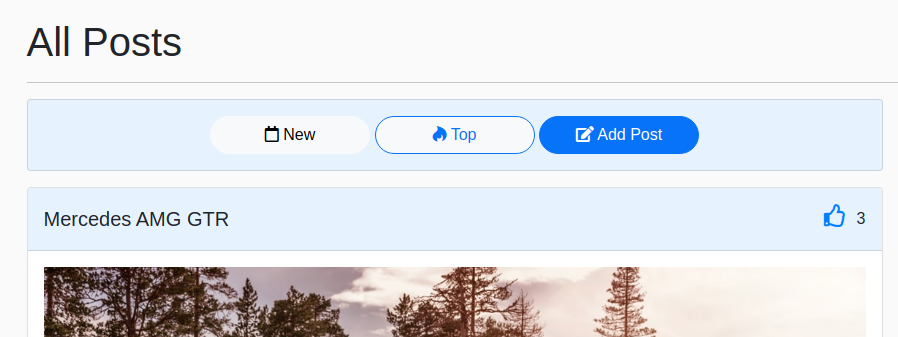 All Posts
New Top Add Post
Mercedes AMG GTR 3